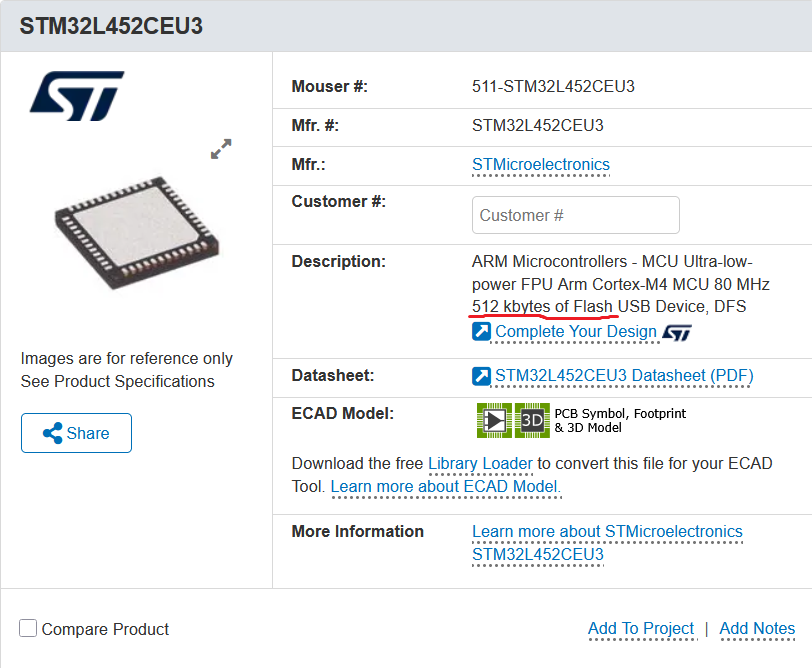 STM32L452CEU3
ST
Mouser #:
511-STM32L452CEU3
Mfr. #:
STM32L452CEU3
Mfr.:
STMicroelectronics
Customer #:
Customer #
Description:
ARM Microcontrollers - MCU Ultra-low-
power FPU Arm Cortex-M4 MCU 80 MHz
512 kbytes of Flash USB Device, DFS
Complete Your Design ST
Datasheet:
STM32L452CEU3 Datasheet (PDF)
ECAD Model:
3D
PCB Symbol, Footprint
& 3D Model
Download the free Library Loader to convert this file for your ECAD
Tool. Learn more about ECAD Model.
More Information
Learn more about STMicroelectronics
STM32L452CEU3
Images are for reference only
See Product Specifications
Share
Compare Product
Add To Project | Add Notes